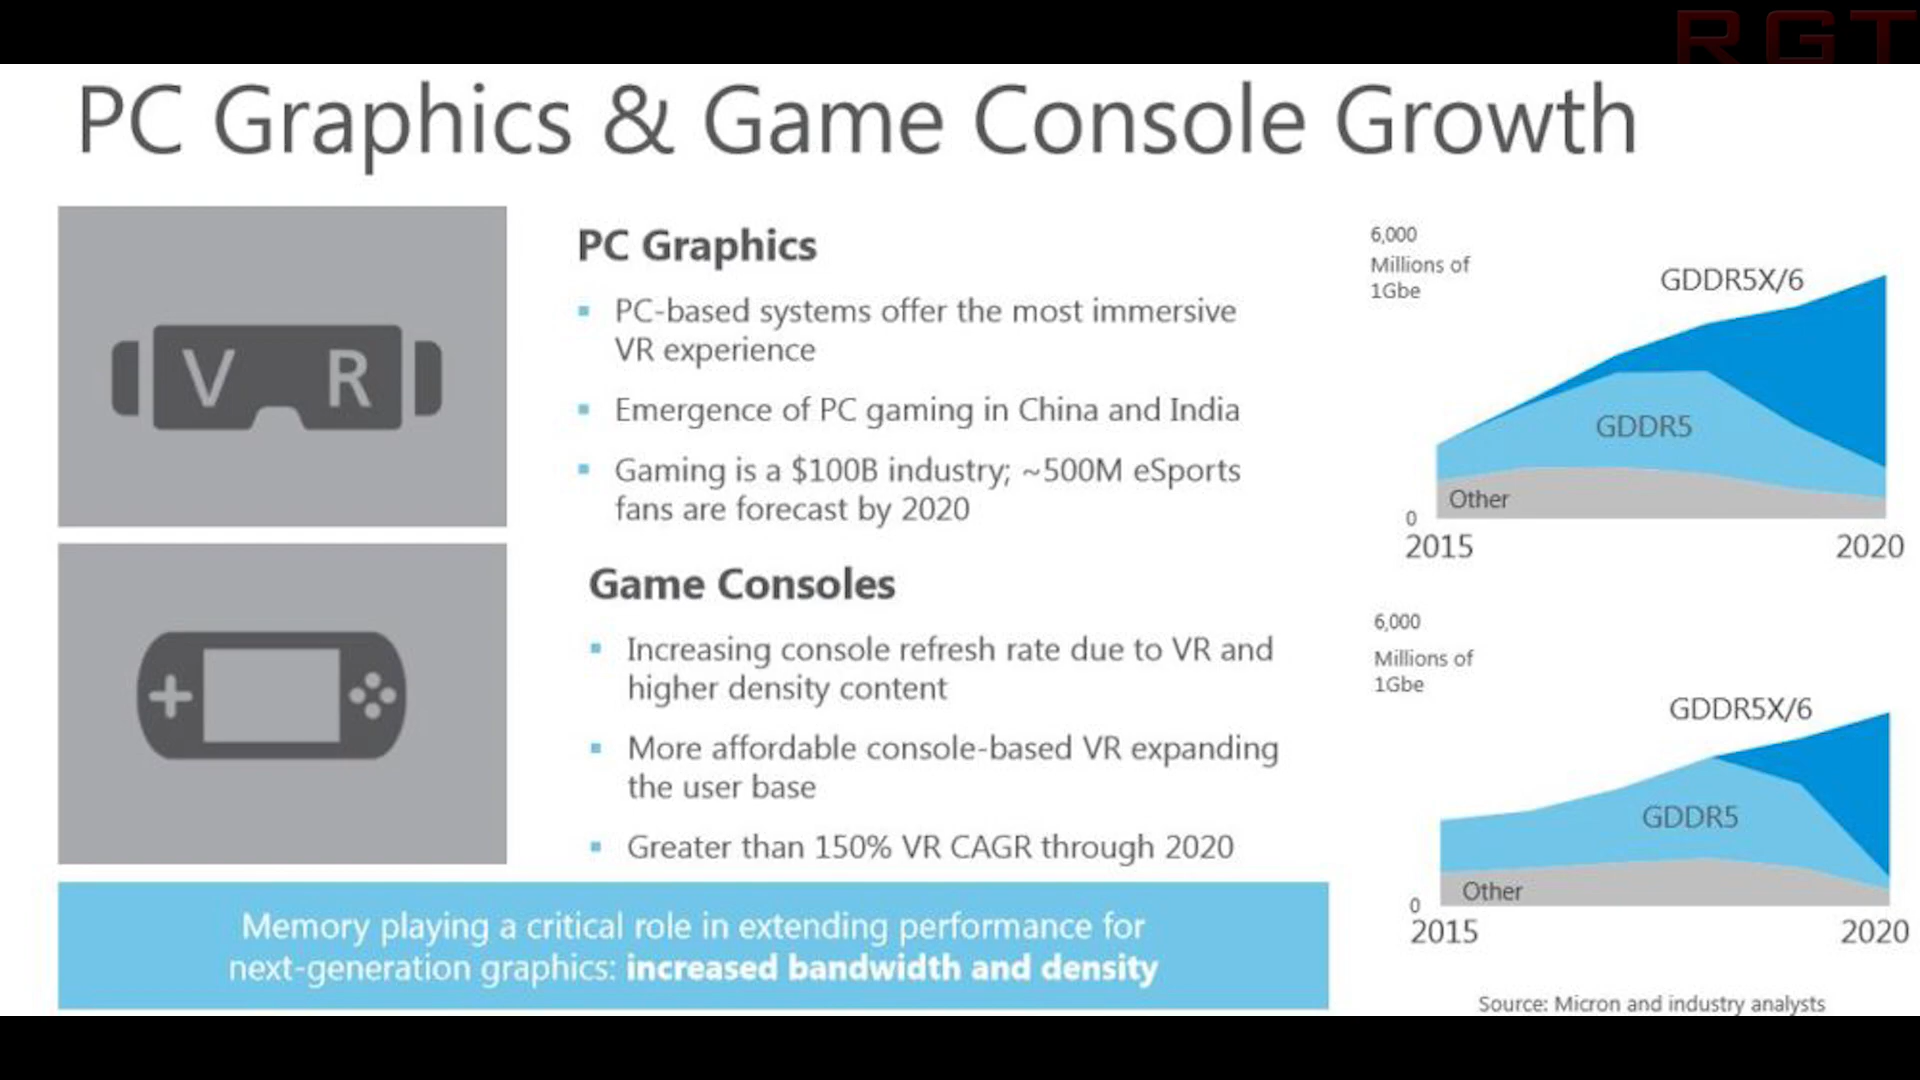 RGT
PC Graphics & Game Console Growth
V R
PC Graphics
PC-based systems offer the most immersive
VR experience
Emergence of PC gaming in China and India
Gaming is a $100B industry; ~500M eSports
fans are forecast by 2020
6,000
Millions of
1Gbe
GDDR5X/6
GDDR5
Other
0
2015
2020
Game Consoles
Increasing console refresh rate due to VR and
higher density content
More affordable console-based VR expanding
the user base
Greater than 150% VR CAGR through 2020
6,000
Millions of
1Gbe
GDDR5X/6
GDDR5
Other
0
2015
2020
Memory playing a critical role in extending performance for
next-generation graphics: increased bandwidth and density
Source: Micron and industry analysts